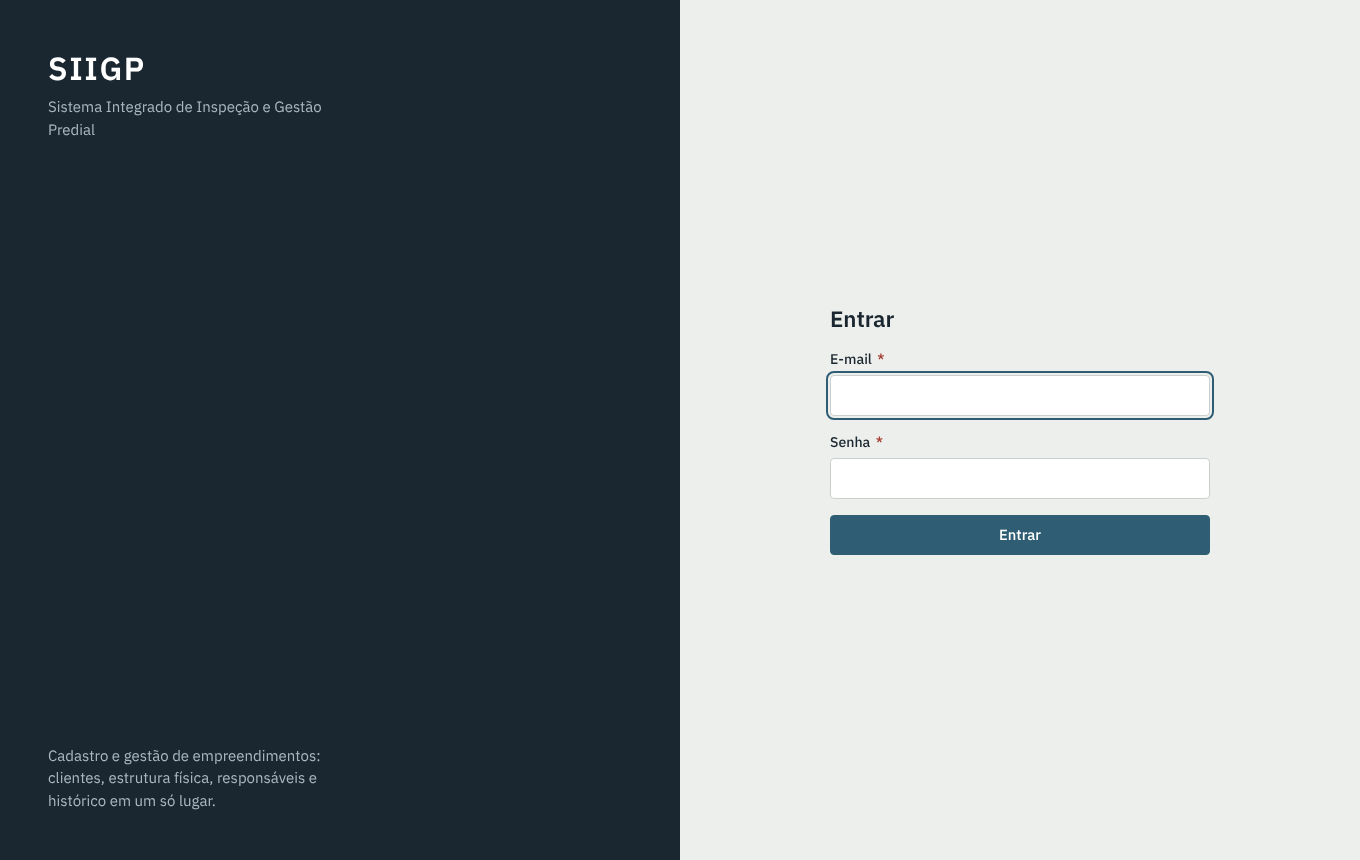 SIIGP
Sistema Integrado de Inspeção e Gestão
Predial
Cadastro e gestão de empreendimentos:
clientes, estrutura física, responsáveis e
histórico em um só lugar.
Entrar
E-mail *
Senha *
Entrar